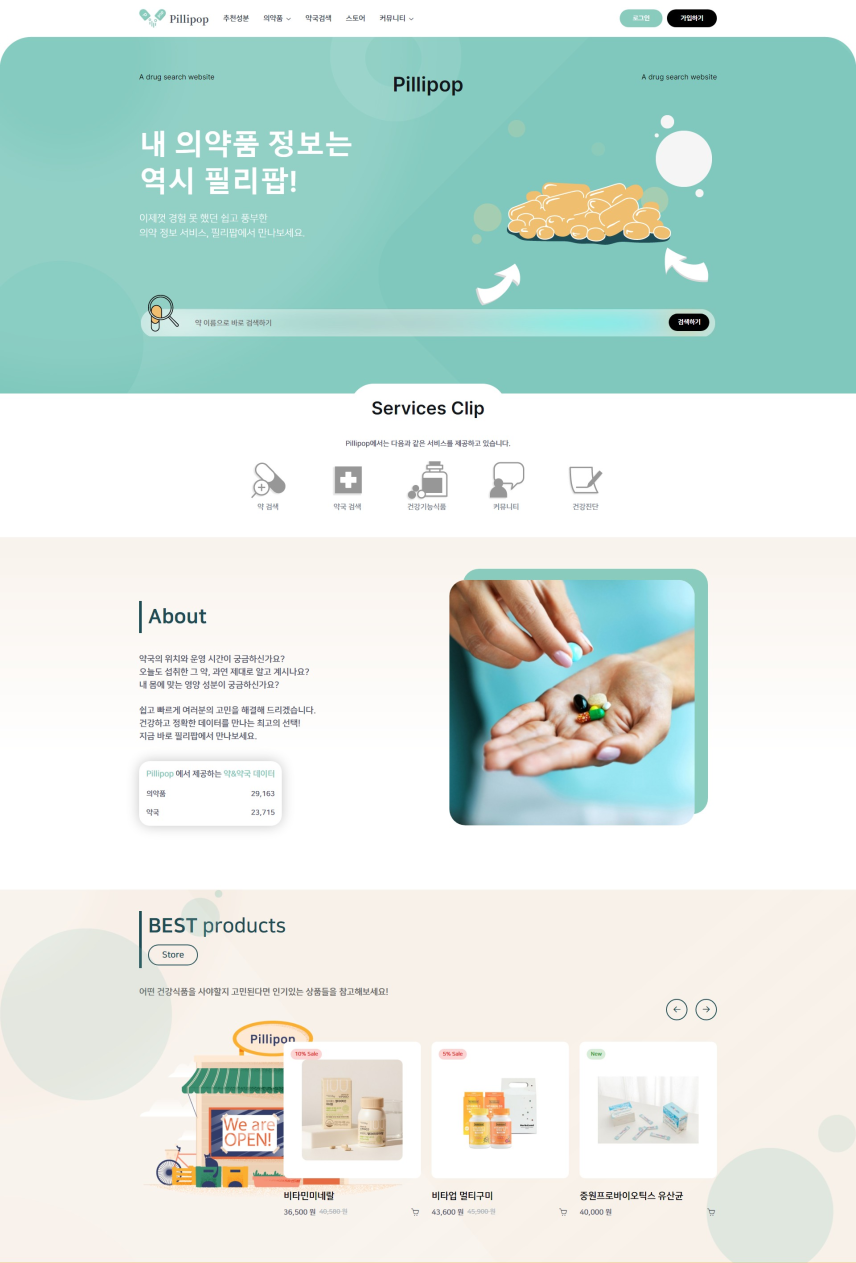 Pillipop 추천성분 의약품 약국검색 스토어 커뮤니티 로그인 가입하기
A drug search website
Pillipop
A drug search website
내 의약품 정보는
역시 필리팝!
이제껏 경험 못 했던 쉽고 풍부한
의약 정보 서비스, 필리팝에서 만나보세요.
약 이름으로 바로 검색하기
검색하기
Services Clip
Pillipop에서는 다음과 같은 서비스를 제공하고 있습니다.
약 검색 약국 검색 건강기능식품 커뮤니티 건강진단
About
약국의 위치와 운영 시간이 궁금하신가요?
오늘도 섭취한 그 약, 과연 제대로 알고 계시나요?
내 몸에 맞는 영양 성분이 궁금하신가요?
쉽고 빠르게 여러분의 고민을 해결해 드리겠습니다.
건강하고 정확한 데이터를 만나는 최고의 선택!
지금 바로 필리팝에서 만나보세요.
Pillipop 에서 제공하는 약&약국 데이터
의약품 29,163
약국 23,715
BEST products
Store
어떤 건강식품을 사야할지 고민된다면 인기있는 상품들을 참고해보세요!
Pillipop
We are
OPEN!
10% Sale
5% Sale
New
비타민미네랄
36,500 원 40,580 원
비타업 멀티구미
43,600 원 45,900 원
중원프로바이오틱스 유산균
40,000 원